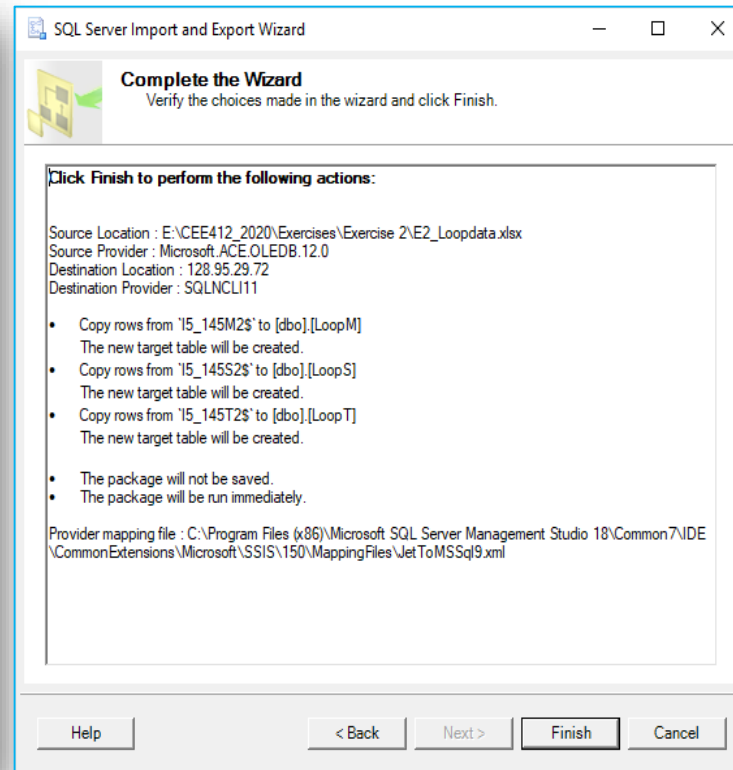 SQL Server Import and Export Wizard
Complete the Wizard
Verify the choices made in the wizard and click Finish.
Click Finish to perform the following actions:
Source Location : E:\CEE412_2020\Exercises\Exercise 2\E2_Loopdata.xlsx
Source Provider : Microsoft.ACE.OLEDB.12.0
Destination Location : 128.95.29.72
Destination Provider : SQLNCLI11
• Copy rows from `I5_145M2$` to [dbo].[LoopM]
The new target table will be created.
• Copy rows from `I5_145S2$` to [dbo].[LoopS]
The new target table will be created.
• Copy rows from `I5_145T2$` to [dbo].[LoopT]
The new target table will be created.
• The package will not be saved.
• The package will be run immediately.
Provider mapping file : C:\Program Files (x86)\Microsoft SQL Server Management Studio 18\Common7\IDE
\CommonExtensions\Microsoft\SSIS\150\MappingFiles\JetToMSSql9.xml
Help
< Back
Next >
Finish
Cancel